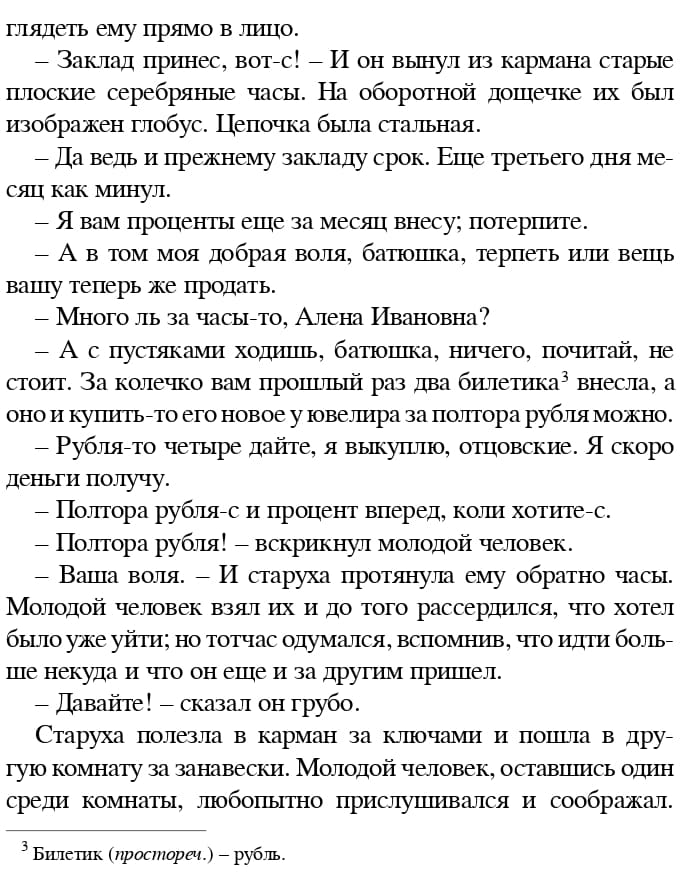 глядеть ему прямо в лицо.
– Заклад принес, вот-с! – И он вынул из кармана старые
плоские серебряные часы. На оборотной дощечке их был
изображен глобус. Цепочка была стальная.
– Да ведь и прежнему закладу срок. Еще третьего дня ме-
сяц как минул.
– Я вам проценты еще за месяц внесу; потерпите.
– А в том моя добрая воля, батюшка, терпеть или вещь
вашу теперь же продать.
– Много ль за часы-то, Алена Ивановна?
– А с пустяками ходишь, батюшка, ничего, почитай, не
стоит. За колечко вам прошлый раз два билетика³ внесла, а
оно и купить-то его новое у ювелира за полтора рубля можно.
– Рубля-то четыре дайте, я выкуплю, отцовские. Я скоро
деньги получу.
– Полтора рубля-с и процент вперед, коли хотите-с.
– Полтора рубля! – вскрикнул молодой человек.
– Ваша воля. – И старуха протянула ему обратно часы.
Молодой человек взял их и до того рассердился, что хотел
было уже уйти; но тотчас одумался, вспомнив, что идти боль-
ше некуда и что он еще и за другим пришел.
– Давайте! – сказал он грубо.
Старуха полезла в карман за ключами и пошла в дру-
гую комнату за занавески. Молодой человек, оставшись один
среди комнаты, любопытно прислушивался и соображал.
³ Билетик (простореч.) – рубль.